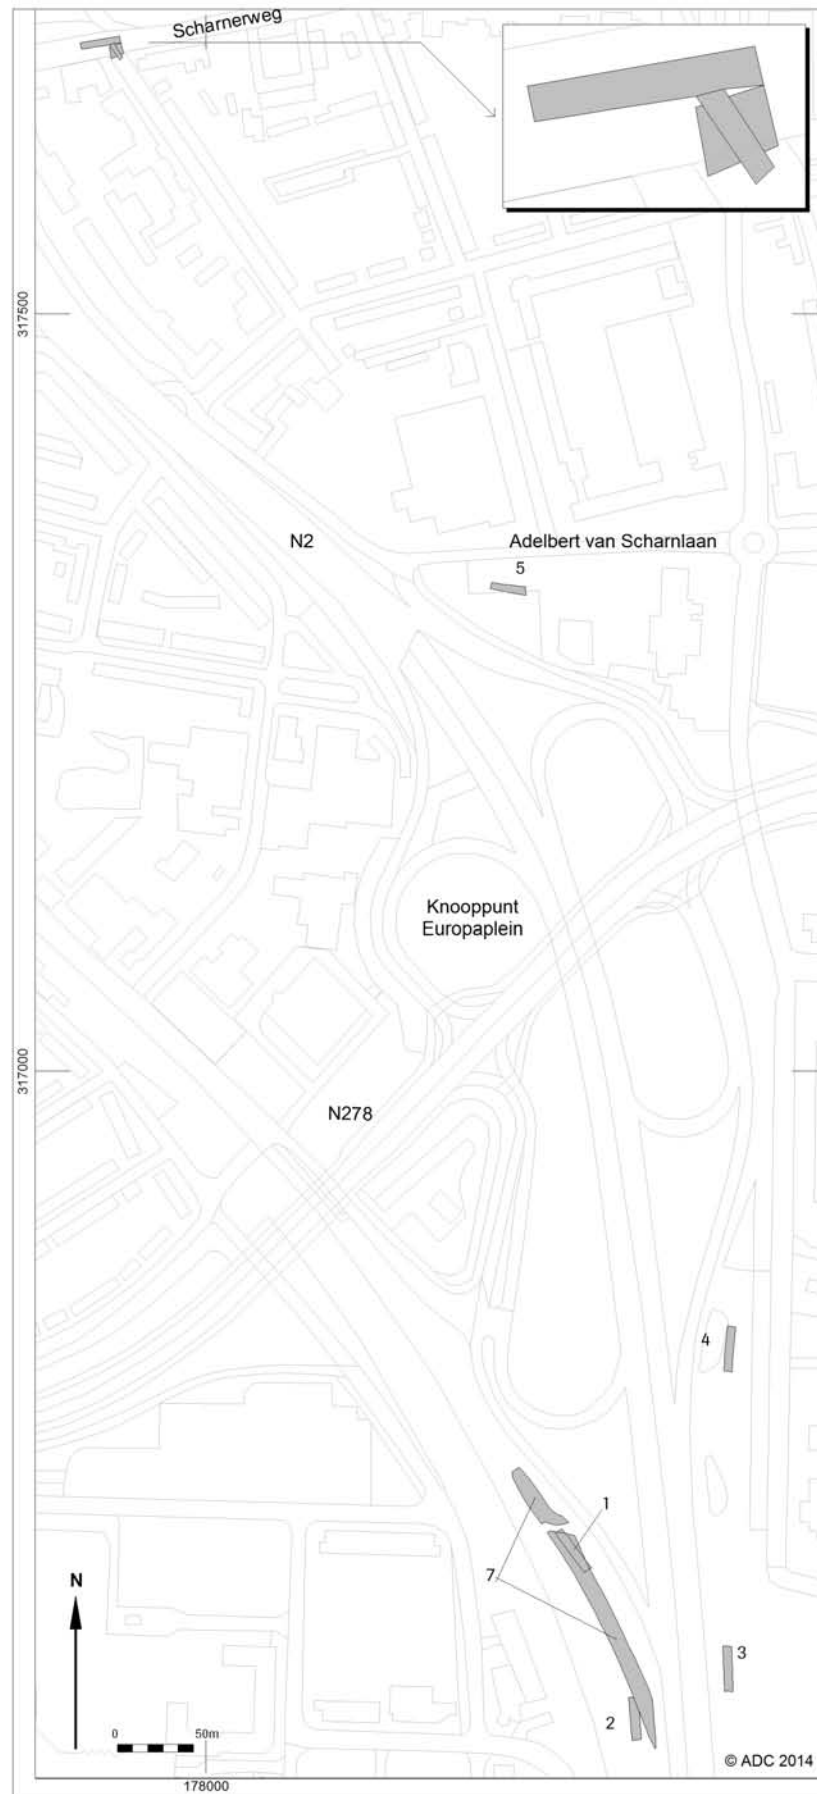 Scharnerweg
317500
N2
Adelbert van Scharnlaan
5
Knooppunt
Europaplein
317000
N278
4
1
7
N
3
2
0 50m
© ADC 2014
178000